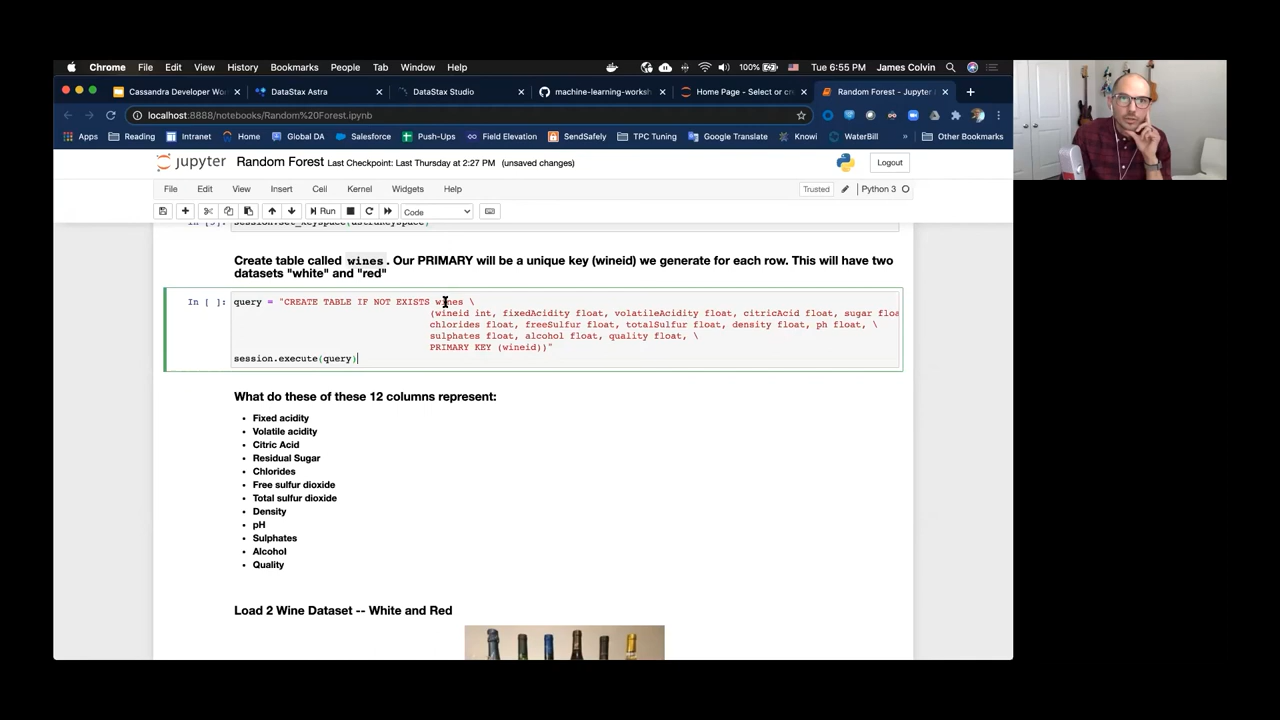 Chrome File Edit View History Bookmarks People Tab Window Help 100% Tue 6:55 PM James Colvin
Cassandra Developer Wor DataStax Astra DataStax Studio machine-learning-worksh Home Page - Select or cre Random Forest - Jupyter
localhost:8888/notebooks/Random%20Forest.ipynb
Apps Reading Intranet Home Global DA Salesforce Push-Ups Field Elevation SendSafely TPC Tuning Google Translate Knowi WaterBill » Other Bookmarks
jupyter Random Forest Last Checkpoint: Last Thursday at 2:27 PM (unsaved changes) Logout
File Edit View Insert Cell Kernel Widgets Help Trusted Python 3
Run Code
session.set_keyspace(astraKeyspace)
Create table called wines. Our PRIMARY will be a unique key (wineid) we generate for each row. This will have two
datasets "white" and "red"
In [ ]: query = "CREATE TABLE IF NOT EXISTS wines \
(wineid int, fixedAcidity float, volatileAcidity float, citricAcid float, sugar floa
chlorides float, freeSulfur float, totalSulfur float, density float, ph float, \
sulphates float, alcohol float, quality float, \
PRIMARY KEY (wineid))"
session.execute(query)
What do these of these 12 columns represent:
• Fixed acidity
• Volatile acidity
• Citric Acid
• Residual Sugar
• Chlorides
• Free sulfur dioxide
• Total sulfur dioxide
• Density
• pH
• Sulphates
• Alcohol
• Quality
Load 2 Wine Dataset -- White and Red